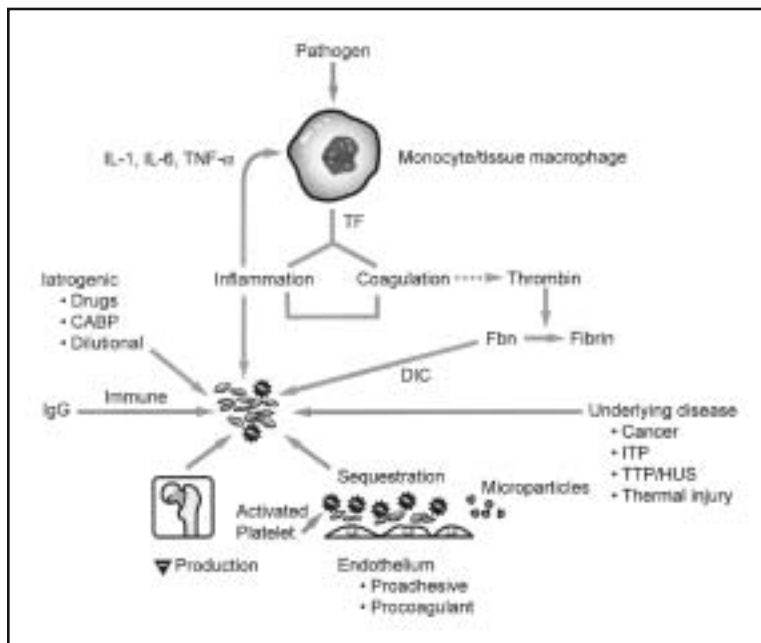 Pathogen
IL-1, IL-6, TNF-α
Monocyte/tissue macrophage
TF
Inflammation
Coagulation
Thrombin
Iatrogenic
• Drugs
• CABP
• Dilutional
Fbn
Fibrin
DIC
IgG
Immune
Underlying disease
• Cancer
• ITP
• TTP/HUS
• Thermal injury
Sequestration
Microparticles
Activated
Platelet
Production
Endothelium
• Proadhesive
• Procoagulant